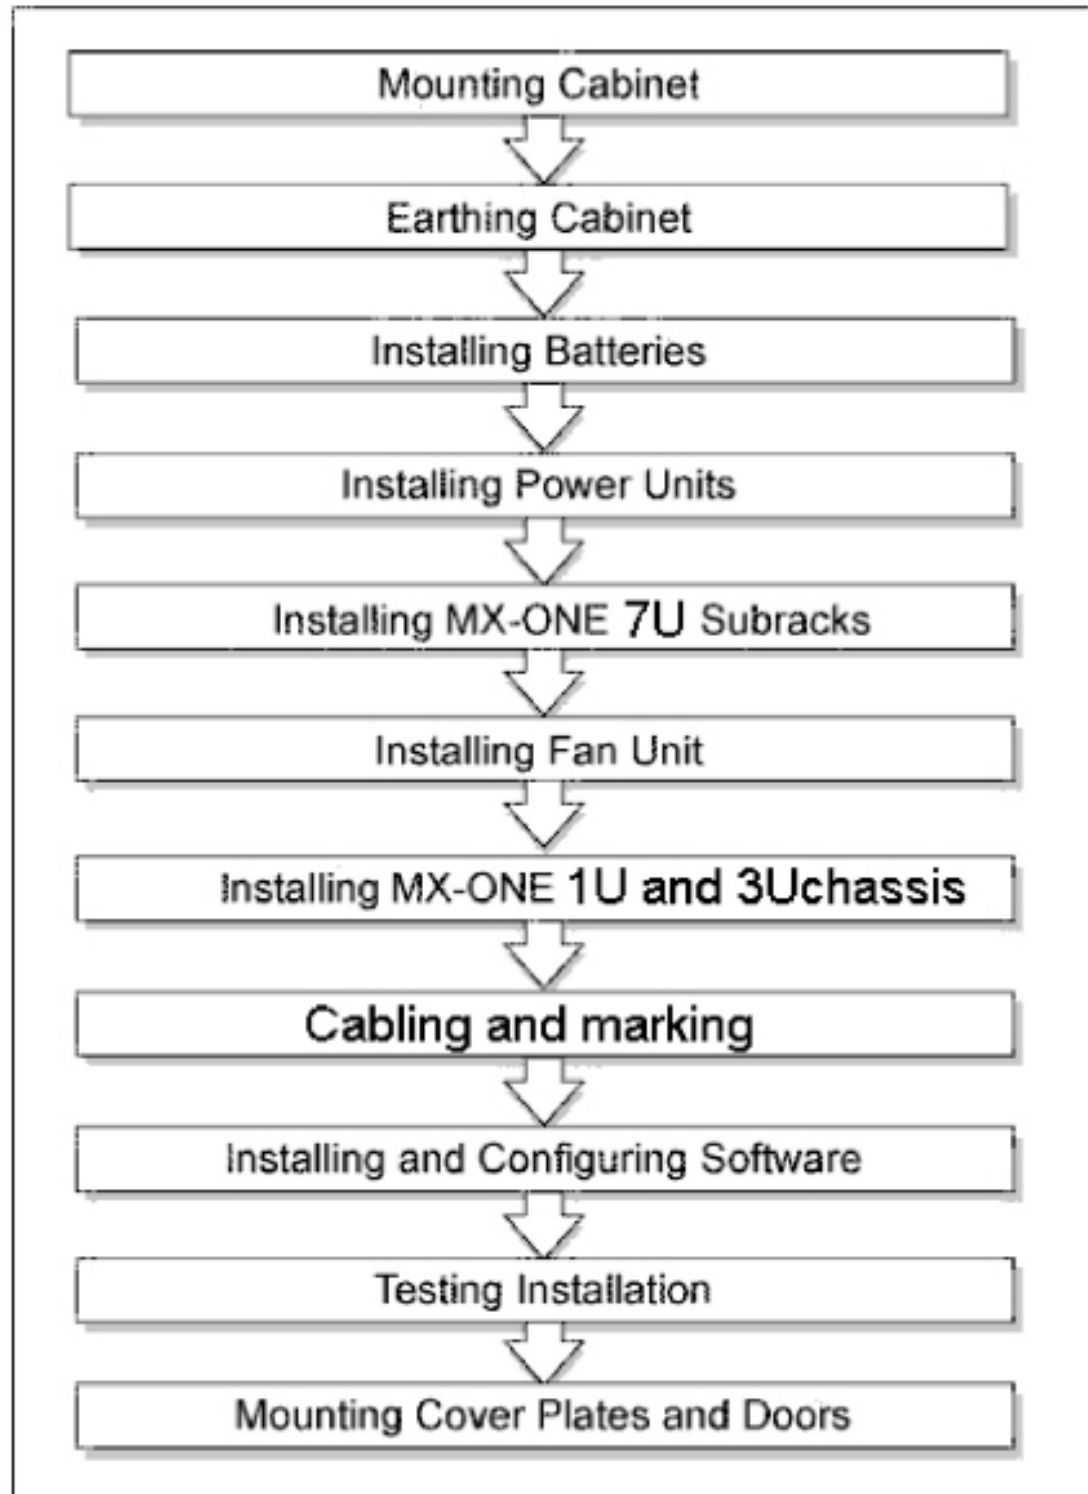 Mounting Cabinet
Earthing Cabinet
Installing Batteries
Installing Power Units
Installing MX-ONE 7U Subracks
Installing Fan Unit
Installing MX-ONE 1U and 3Uchassis
Cabling and marking
Installing and Configuring Software
Testing Installation
Mounting Cover Plates and Doors